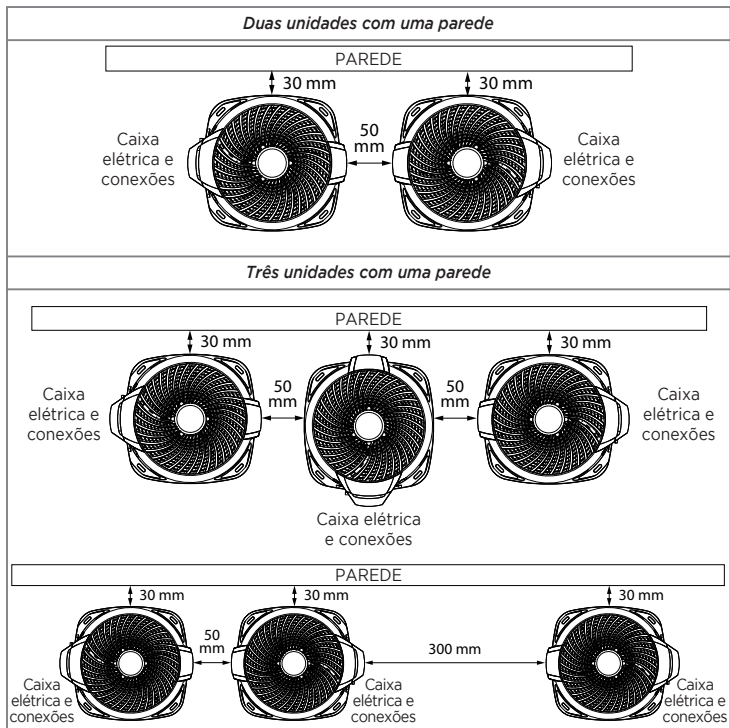 Duas unidades com uma parede
PAREDE
30 mm
30 mm
Caixa
elétrica e
conexões
50
mm
Caixa
elétrica e
conexões
Três unidades com uma parede
PAREDE
30 mm
30 mm
30 mm
Caixa
elétrica e
conexões
50
mm
50
mm
Caixa
elétrica e
conexões
Caixa elétrica
e conexões
PAREDE
30 mm
30 mm
30 mm
50
mm
300 mm
Caixa
elétrica e
conexões
Caixa
elétrica e
conexões
Caixa
elétrica e
conexões